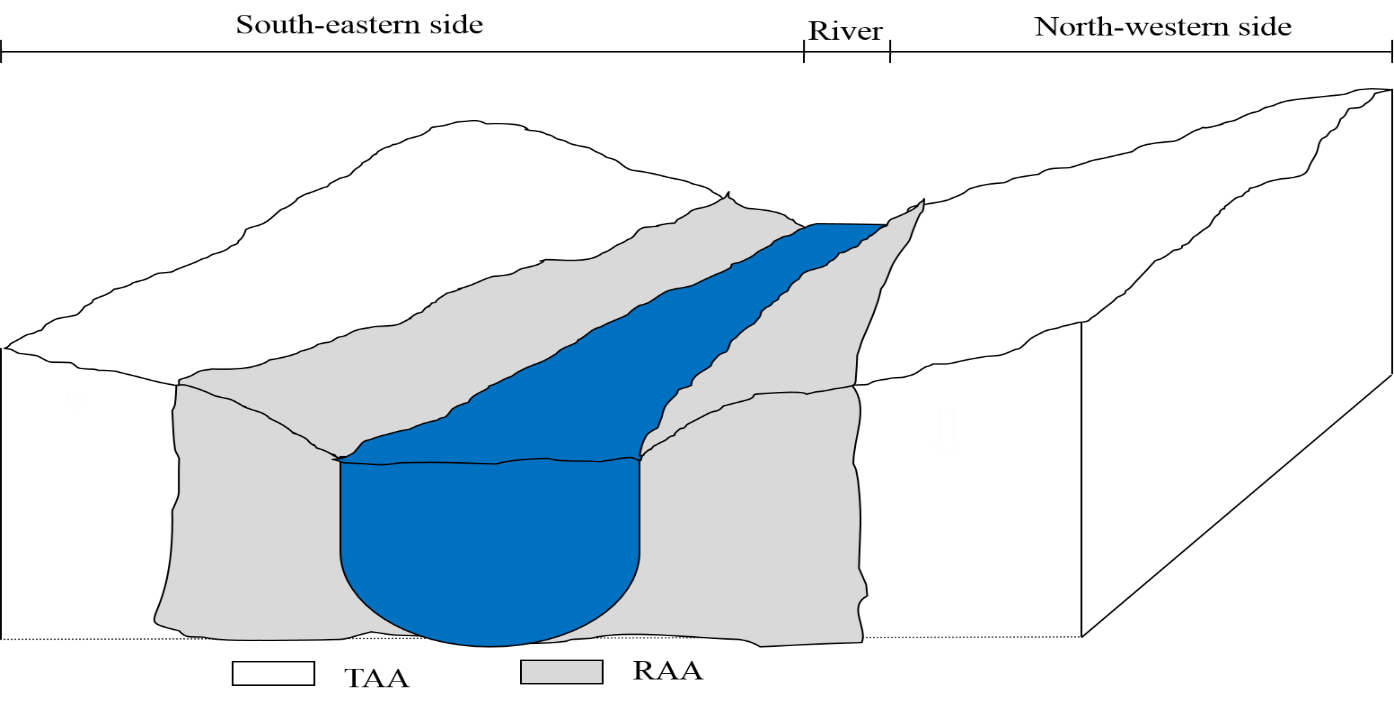 South-eastern side
River
North-western side
TAA
RAA